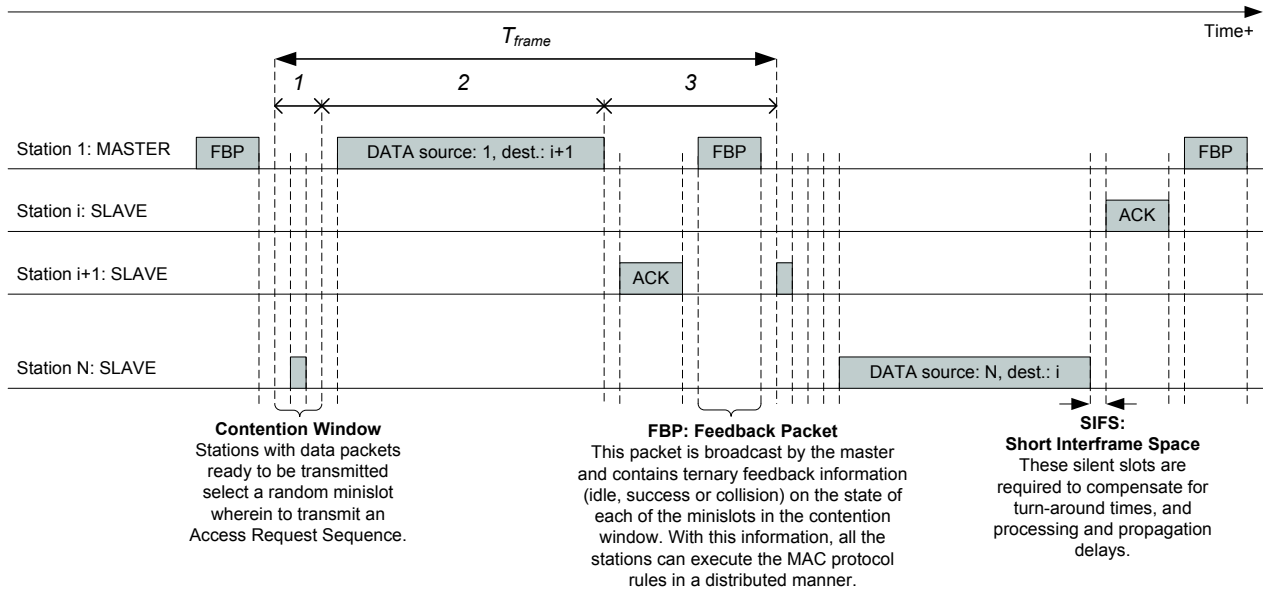 Time+
Tframe
1
2
3
Station 1: MASTER
FBP
DATA source: 1, dest.: i+1
FBP
FBP
Station i: SLAVE
ACK
Station i+1: SLAVE
ACK
Station N: SLAVE
DATA source: N, dest.: i
Contention Window
Stations with data packets
ready to be transmitted
select a random minislot
wherein to transmit an
Access Request Sequence.
FBP: Feedback Packet
This packet is broadcast by the master
and contains ternary feedback information
(idle, success or collision) on the state of
each of the minislots in the contention
window. With this information, all the
stations can execute the MAC protocol
rules in a distributed manner.
SIFS:
Short Interframe Space
These silent slots are
required to compensate for
turn-around times, and
processing and propagation
delays.